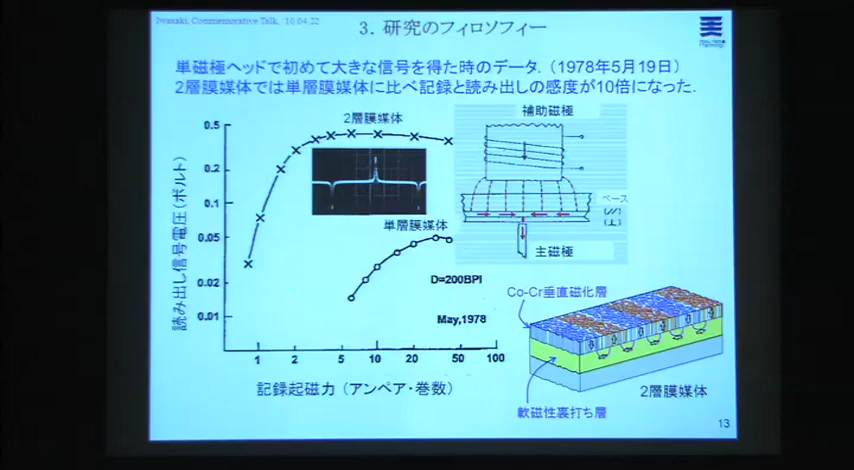 Iwasaki, Commemorative Talk, '10.04.22
3. 研究のフィロソフィー
単磁極ヘッドで初めて大きな信号を得た時のデータ. (1978年5月19日)
2層膜媒体では単層膜媒体に比べ記録と読み出しの感度が10倍になった.
読み出し信号電圧(ボルト)
0.5
0.2
0.1
0.05
0.02
0.01
2層膜媒体
単層膜媒体
D=200BPI
May,1978
1
2
5
10
20
50
100
記録起磁力 (アンペア・巻数)
補助磁極
ベース
(//)
(⊥)
主磁極
Co-Cr垂直磁化層
軟磁性裏打ち層
2層膜媒体
13